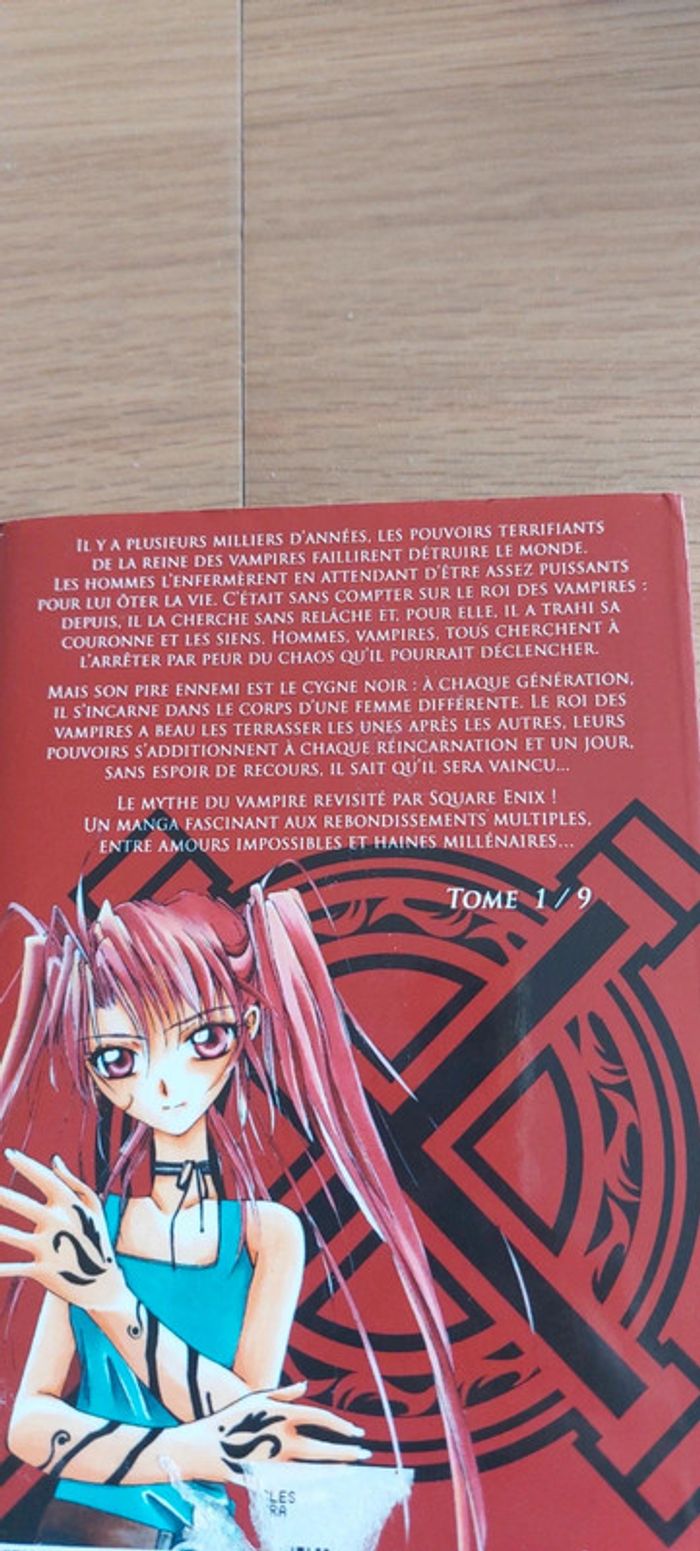 IL Y A PLUSIEURS MILLIERS D'ANNÉES, LES POUVOIRS TERRIFIANTS
DE LA REINE DES VAMPIRES FAILLIRENT DÉTRUIRE LE MONDE.
LES HOMMES L'ENFERMÈRENT EN ATTENDANT D'ÊTRE ASSEZ PUISSANTS
POUR LUI ÔTER LA VIE. C'ÉTAIT SANS COMPTER SUR LE ROI DES VAMPIRES :
DEPUIS, IL LA CHERCHE SANS RELÂCHE ET, POUR ELLE, IL A TRAHI SA
COURONNE ET LES SIENS. HOMMES, VAMPIRES, TOUS CHERCHENT À
L'ARRÊTER PAR PEUR DU CHAOS QU'IL POURRAIT DÉCLENCHER.
MAIS SON PIRE ENNEMI EST LE CYGNE NOIR : À CHAQUE GÉNÉRATION,
IL S'INCARNE DANS LE CORPS D'UNE FEMME DIFFÉRENTE. LE ROI DES
VAMPIRES A BEAU LES TERRASSER LES UNES APRÈS LES AUTRES, LEURS
POUVOIRS S'ADDITIONNENT À CHAQUE RÉINCARNATION ET UN JOUR,
SANS ESPOIR DE RECOURS, IL SAIT QU'IL SERA VAINCU...
LE MYTHE DU VAMPIRE REVISITÉ PAR SQUARE ENIX !
UN MANGA FASCINANT AUX REBONDISSEMENTS MULTIPLES,
ENTRE AMOURS IMPOSSIBLES ET HAINES MILLÉNAIRES...
TOME 1 / 9
LES
RA